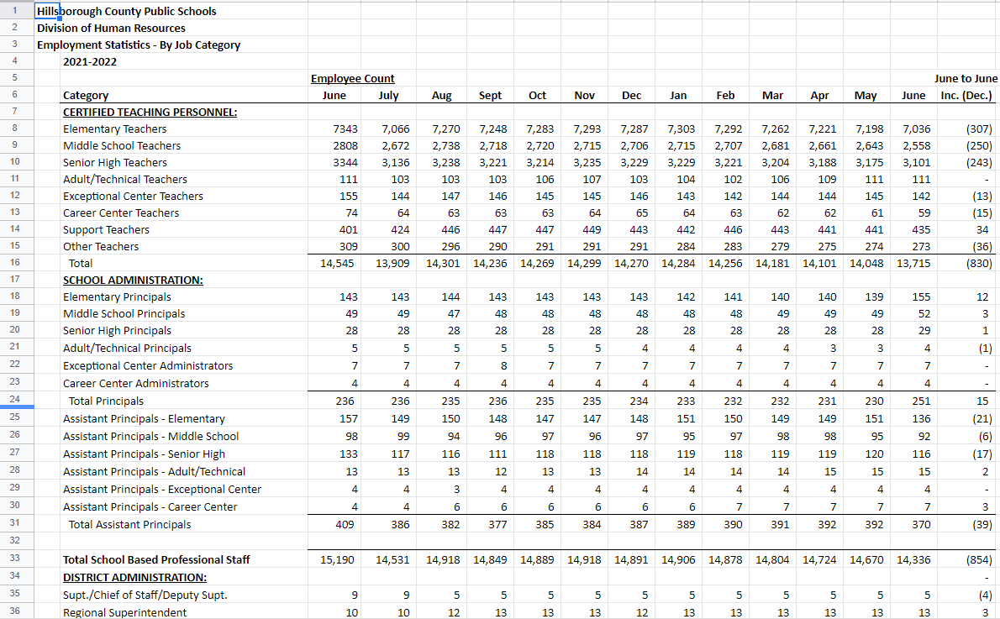 1 Hillsborough County Public Schools
2 Division of Human Resources
3 Employment Statistics - By Job Category
4 2021-2022
5 Employee Count June to June
6 Category June July Aug Sept Oct Nov Dec Jan Feb Mar Apr May June Inc. (Dec.)
7 CERTIFIED TEACHING PERSONNEL:
8 Elementary Teachers 7343 7,066 7,270 7,248 7,283 7,293 7,287 7,303 7,292 7,262 7,221 7,198 7,036 (307)
9 Middle School Teachers 2808 2,672 2,738 2,718 2,720 2,715 2,706 2,715 2,707 2,681 2,661 2,643 2,558 (250)
10 Senior High Teachers 3344 3,136 3,238 3,221 3,214 3,235 3,229 3,229 3,221 3,204 3,188 3,175 3,101 (243)
11 Adult/Technical Teachers 111 103 103 103 106 107 103 104 102 106 109 111 111 -
12 Exceptional Center Teachers 155 144 147 146 145 145 146 143 142 144 144 145 142 (13)
13 Career Center Teachers 74 64 63 63 63 64 65 64 63 62 62 61 59 (15)
14 Support Teachers 401 424 446 447 447 449 443 442 446 443 441 441 435 34
15 Other Teachers 309 300 296 290 291 291 291 284 283 279 275 274 273 (36)
16 Total 14,545 13,909 14,301 14,236 14,269 14,299 14,270 14,284 14,256 14,181 14,101 14,048 13,715 (830)
17 SCHOOL ADMINISTRATION:
18 Elementary Principals 143 143 144 143 143 143 143 142 141 140 140 139 155 12
19 Middle School Principals 49 49 47 48 48 48 48 48 48 49 49 49 52 3
20 Senior High Principals 28 28 28 28 28 28 28 28 28 28 28 28 29 1
21 Adult/Technical Principals 5 5 5 5 5 5 4 4 4 4 3 3 4 (1)
22 Exceptional Center Administrators 7 7 7 8 7 7 7 7 7 7 7 7 7 -
23 Career Center Administrators 4 4 4 4 4 4 4 4 4 4 4 4 4 -
24 Total Principals 236 236 235 236 235 235 234 233 232 232 231 230 251 15
25 Assistant Principals - Elementary 157 149 150 148 147 147 148 151 150 149 149 151 136 (21)
26 Assistant Principals - Middle School 98 99 94 96 97 96 97 95 97 98 98 95 92 (6)
27 Assistant Principals - Senior High 133 117 116 111 118 118 118 119 118 119 119 120 116 (17)
28 Assistant Principals - Adult/Technical 13 13 13 12 13 13 14 14 14 14 15 15 15 2
29 Assistant Principals - Exceptional Center 4 4 3 4 4 4 4 4 4 4 4 4 4 -
30 Assistant Principals - Career Center 4 4 6 6 6 6 6 6 7 7 7 7 7 3
31 Total Assistant Principals 409 386 382 377 385 384 387 389 390 391 392 392 370 (39)
32
33 Total School Based Professional Staff 15,190 14,531 14,918 14,849 14,889 14,918 14,891 14,906 14,878 14,804 14,724 14,670 14,336 (854)
34 DISTRICT ADMINISTRATION: -
35 Supt./Chief of Staff/Deputy Supt. 9 9 5 5 5 5 5 5 5 5 5 5 5 (4)
36 Regional Superintendent 10 10 12 13 13 13 12 13 13 13 13 13 13 3